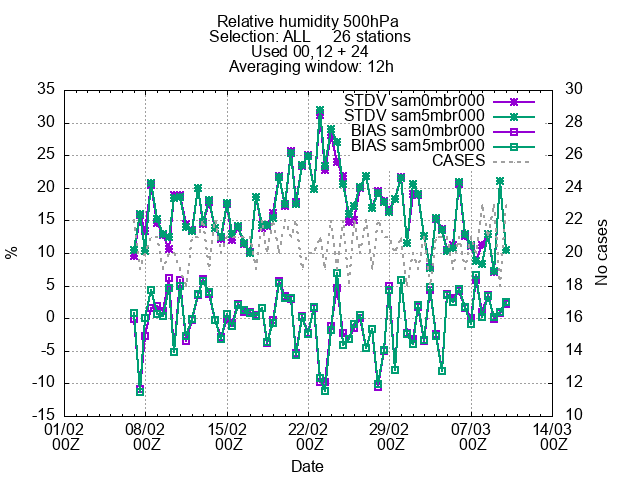 Relative humidity 500hPa
Selection: ALL 26 stations
Used 00,12 + 24
Averaging window: 12h
STDV sam0mbr000
STDV sam5mbr000
BIAS sam0mbr000
BIAS sam5mbr000
CASES
35
30
25
20
15
10
5
0
-5
-10
-15
%
30
28
26
24
22
20
18
16
14
12
10
No cases
01/02 08/02 15/02 22/02 29/02 07/03 14/03
00Z 00Z 00Z 00Z 00Z 00Z 00Z
Date